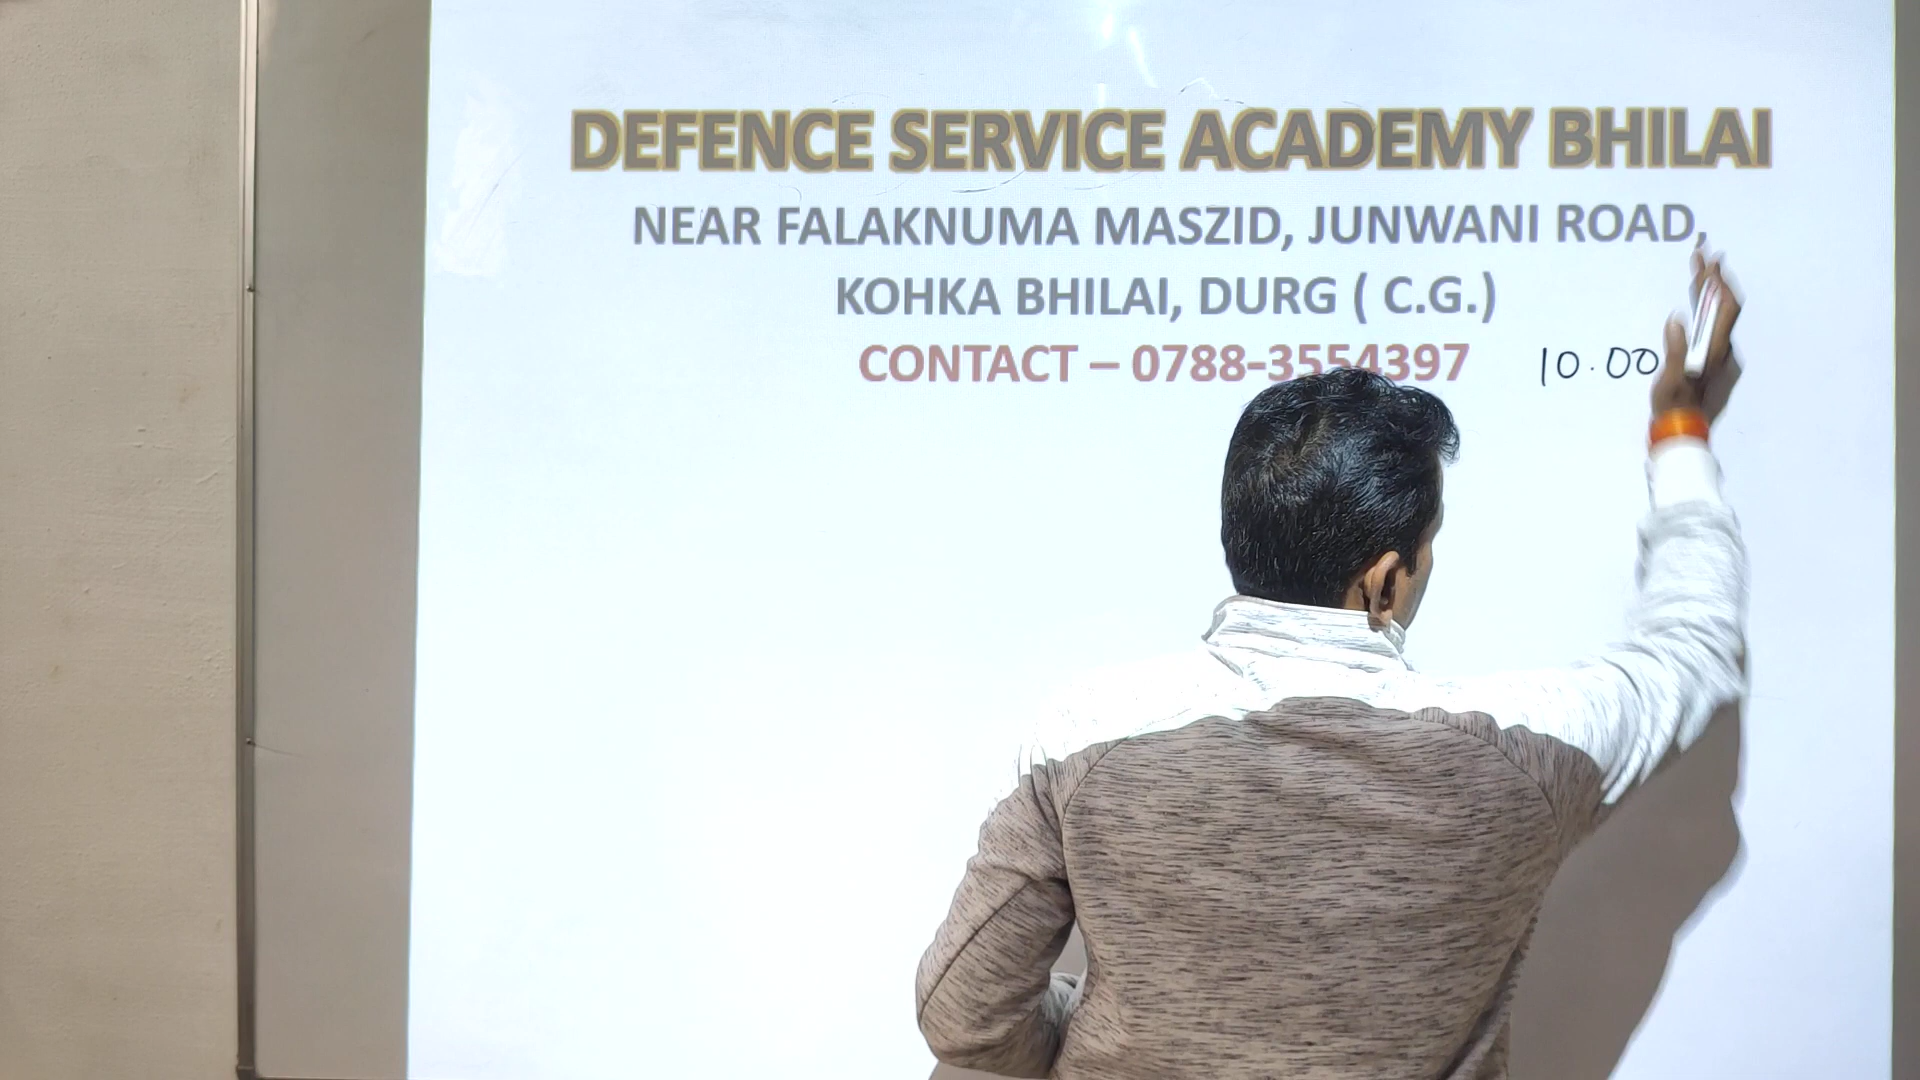 DEFENCE SERVICE ACADEMY BHILAI
NEAR FALAKNUMA MASZID, JUNWANI ROAD,
KOHKA BHILAI, DURG ( C.G.)
CONTACT – 0788-3554397
10.00